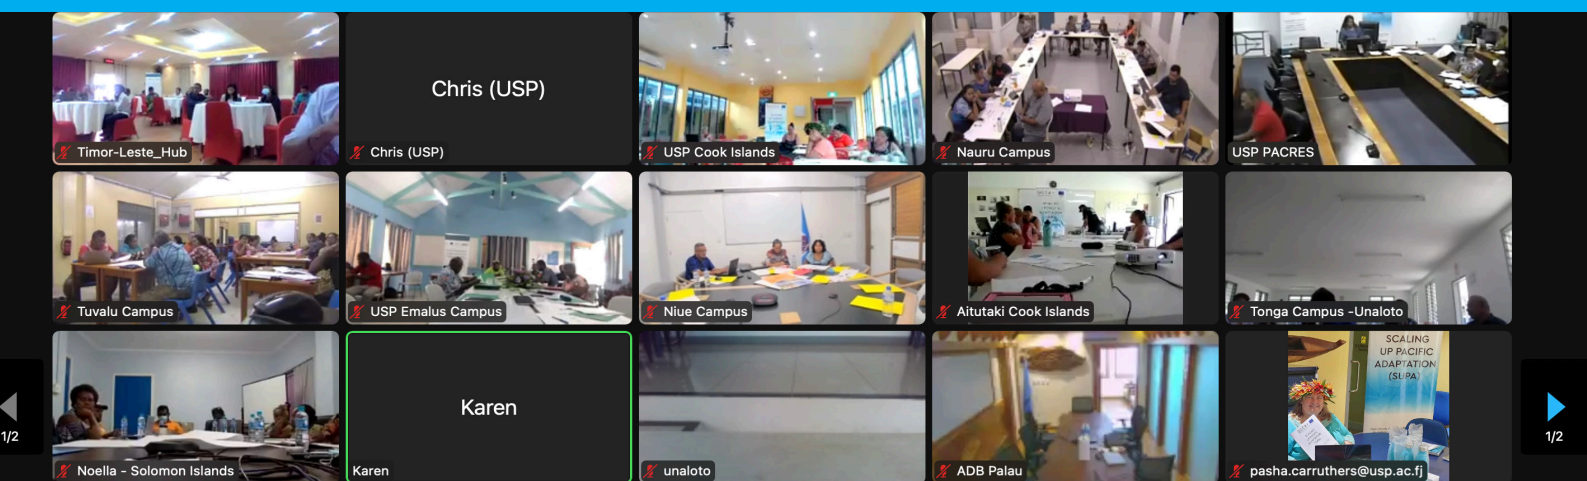 Timor-Leste_Hub
Chris (USP)
Chris (USP)
USP Cook Islands
Nauru Campus
USP PACRES
Tuvalu Campus
USP Emalus Campus
Niue Campus
Aitutaki Cook Islands
Tonga Campus -Unaloto
1/2
Noella - Solomon Islands
Karen
Karen
unaloto
ADB Palau
SCALING
UP PACIFIC
ADAPTATION
(SUPA)
pasha.carruthers@usp.ac.fj
1/2